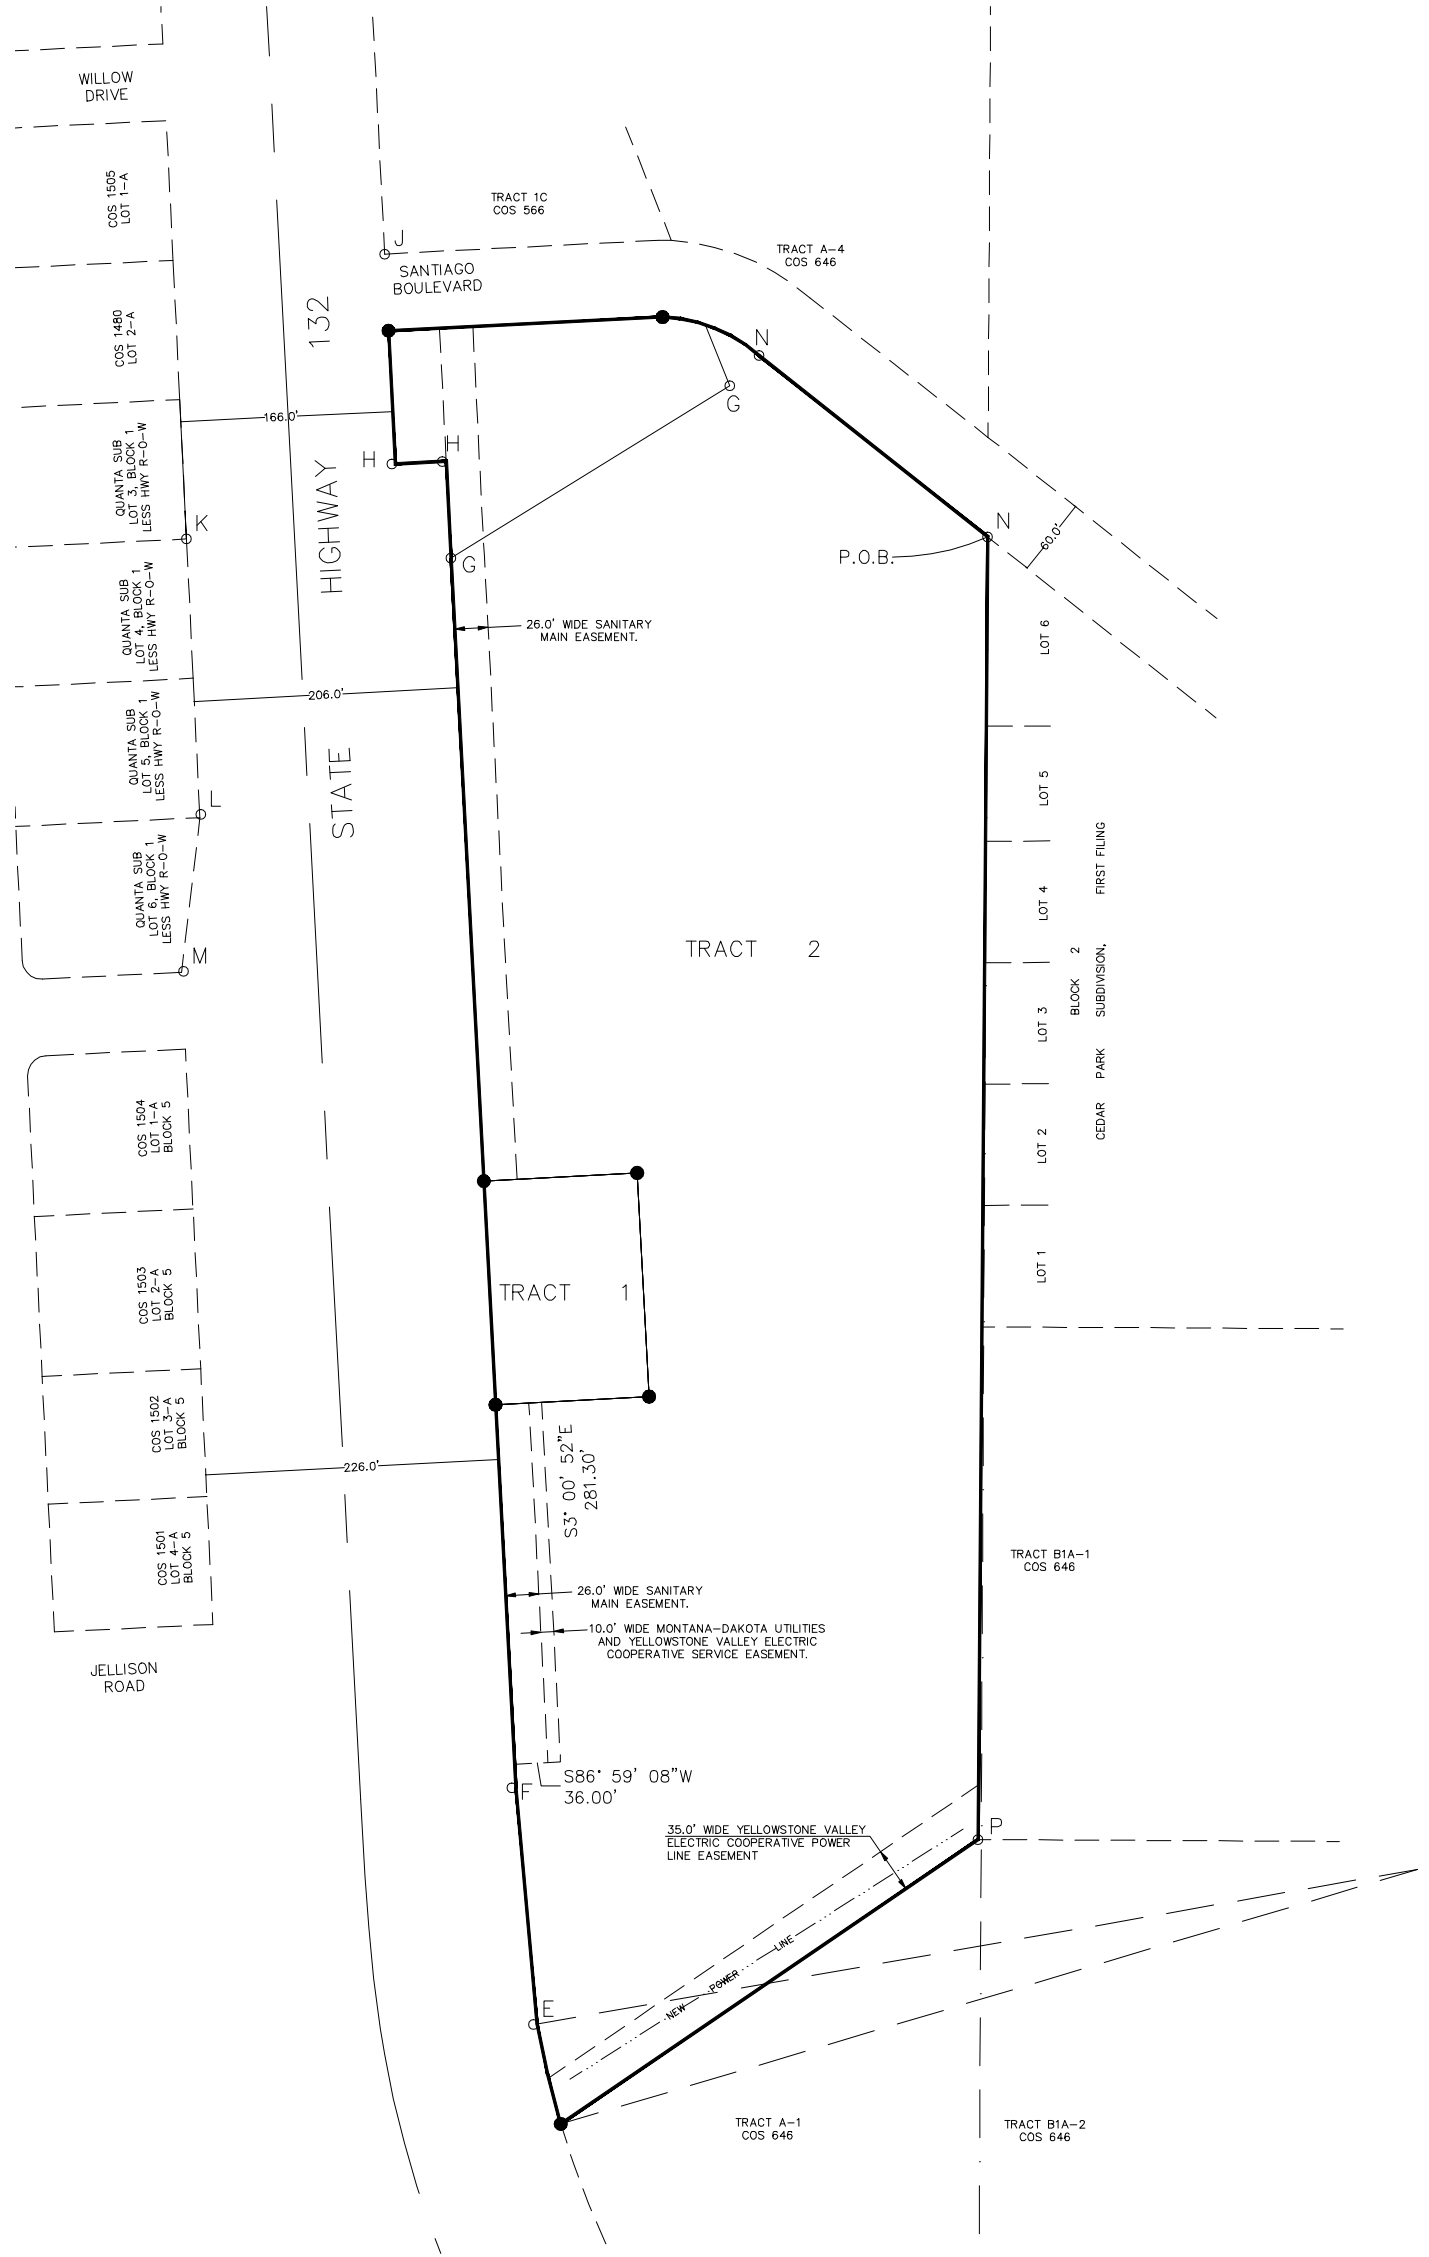 WILLOW
DRIVE
COS 1505
LOT 1-A
TRACT 1C
COS 566
J
TRACT A-4
COS 646
SANTIAGO
BOULEVARD
132
COS 1480
LOT 2-A
N
G
166.0'
H
H
QUANTA SUB
LOT 3, BLOCK 1
LESS HWY R-O-W
HIGHWAY
K
N
60.0'
P.O.B.
G
QUANTA SUB
LOT 4, BLOCK 1
LESS HWY R-O-W
26.0' WIDE SANITARY
MAIN EASEMENT.
LOT 6
206.0'
QUANTA SUB
LOT 5, BLOCK 1
LESS HWY R-O-W
STATE
L
LOT 5
QUANTA SUB
LOT 6, BLOCK 1
LESS HWY R-O-W
M
TRACT 2
LOT 4
BLOCK 2
CEDAR PARK SUBDIVISION, FIRST FILING
LOT 3
COS 1504
LOT 1-A
BLOCK 5
LOT 2
COS 1503
LOT 2-A
BLOCK 5
TRACT 1
LOT 1
COS 1502
LOT 3-A
BLOCK 5
226.0'
S3° 00' 52"E
281.30'
COS 1501
LOT 4-A
BLOCK 5
TRACT B1A-1
COS 646
26.0' WIDE SANITARY
MAIN EASEMENT.
10.0' WIDE MONTANA-DAKOTA UTILITIES
AND YELLOWSTONE VALLEY ELECTRIC
COOPERATIVE SERVICE EASEMENT.
JELLISON
ROAD
F
S86° 59' 08"W
36.00'
35.0' WIDE YELLOWSTONE VALLEY
ELECTRIC COOPERATIVE POWER
LINE EASEMENT
P
NEW POWER LINE
E
TRACT A-1
COS 646
TRACT B1A-2
COS 646